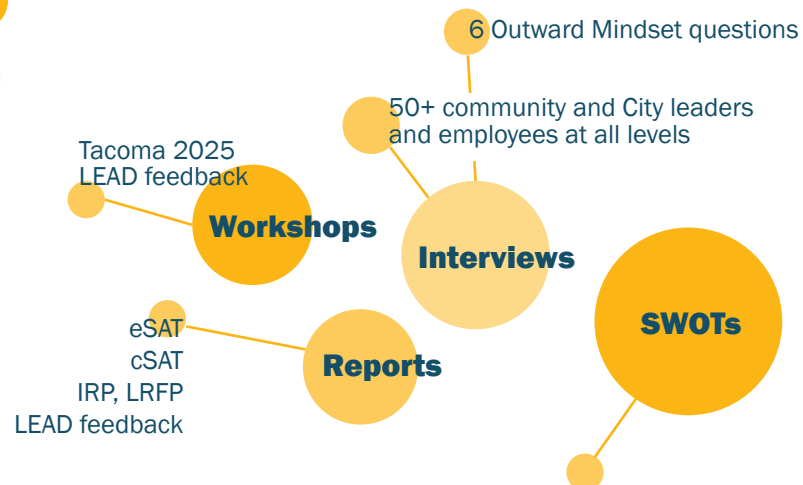 6 Outward Mindset questions
50+ community and City leaders
and employees at all levels
Tacoma 2025
LEAD feedback
Workshops
Interviews
SWOTs
eSAT
cSAT
IRP, LRFP
LEAD feedback
Reports